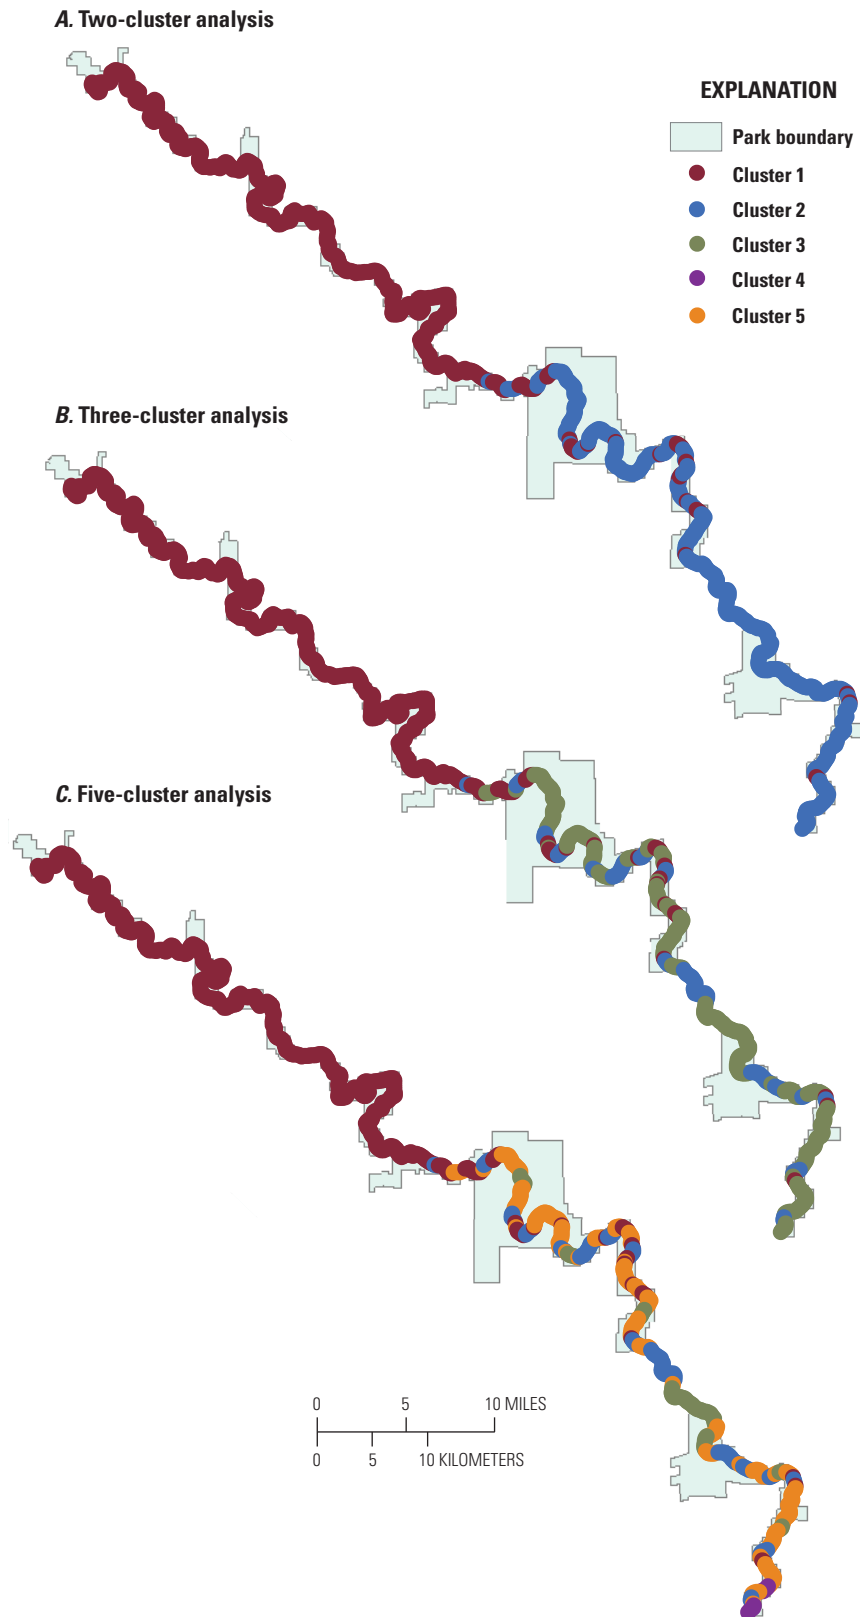 A. Two-cluster analysis
EXPLANATION
Park boundary
Cluster 1
Cluster 2
Cluster 3
Cluster 4
Cluster 5
B. Three-cluster analysis
C. Five-cluster analysis
0 5 10 MILES
0 5 10 KILOMETERS